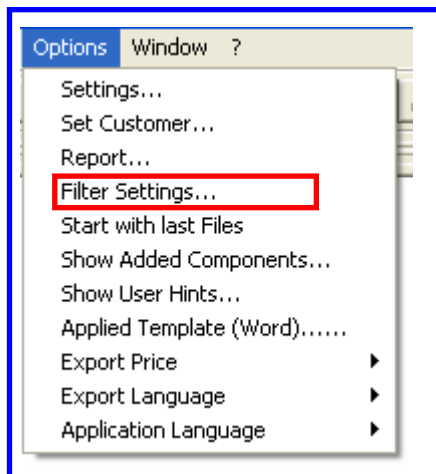 Options Window ?
Settings...
Set Customer...
Report...
Filter Settings...
Start with last Files
Show Added Components...
Show User Hints...
Applied Template (Word)......
Export Price
Export Language
Application Language